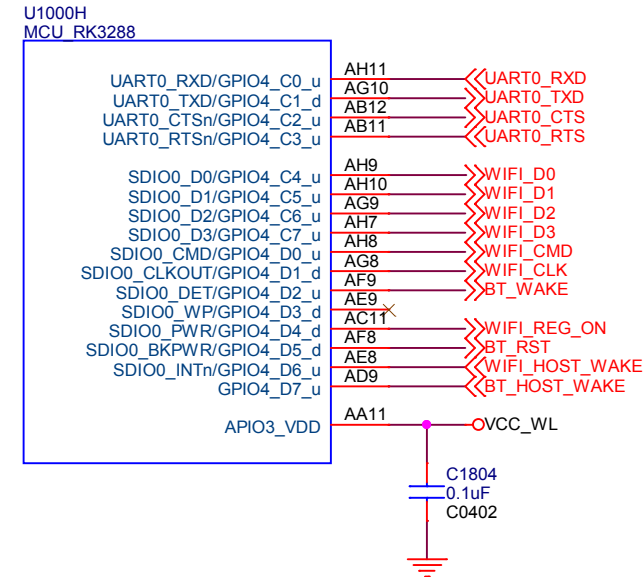 U1000H
MCU_RK3288
UART0_RXD/GPIO4_C0_u AH11 UART0_RXD
UART0_TXD/GPIO4_C1_d AG10 UART0_TXD
UART0_CTSn/GPIO4_C2_u AB12 UART0_CTS
UART0_RTSn/GPIO4_C3_u AB11 UART0_RTS
SDIO0_D0/GPIO4_C4_u AH9 WIFI_D0
SDIO0_D1/GPIO4_C5_u AH10 WIFI_D1
SDIO0_D2/GPIO4_C6_u AG9 WIFI_D2
SDIO0_D3/GPIO4_C7_u AH7 WIFI_D3
SDIO0_CMD/GPIO4_D0_u AH8 WIFI_CMD
SDIO0_CLKOUT/GPIO4_D1_d AG8 WIFI_CLK
SDIO0_DET/GPIO4_D2_u AF9 BT_WAKE
SDIO0_WP/GPIO4_D3_d AE9
SDIO0_PWR/GPIO4_D4_d AC11 WIFI_REG_ON
SDIO0_BKPWR/GPIO4_D5_d AF8 BT_RST
SDIO0_INTn/GPIO4_D6_u AE8 WIFI_HOST_WAKE
GPIO4_D7_u AD9 BT_HOST_WAKE
APIO3_VDD AA11 VCC_WL
C1804
0.1uF
C0402